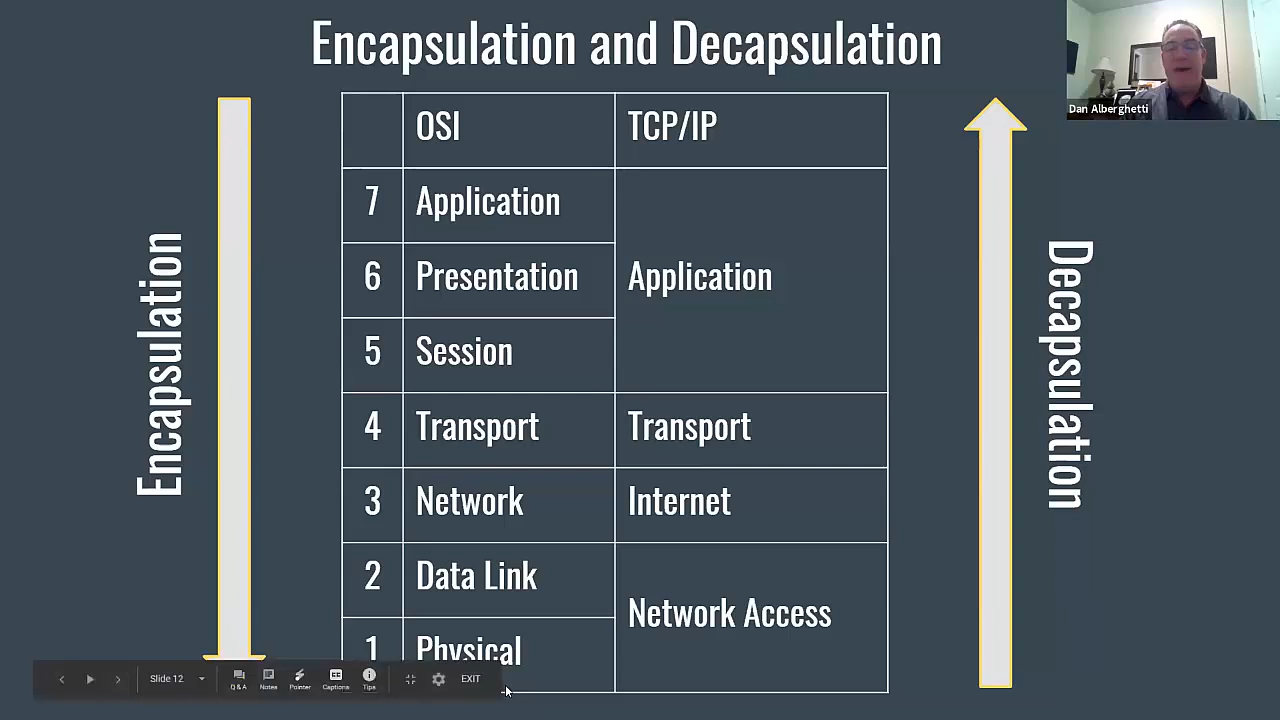 Encapsulation and Decapsulation
Dan Alberghetti
OSI TCP/IP
7 Application
6 Presentation Application
5 Session
4 Transport Transport
3 Network Internet
2 Data Link
Network Access
1 Physical
Encapsulation
Decapsulation
Slide 12
Q & A Notes Pointer Captions Tips EXIT
CC